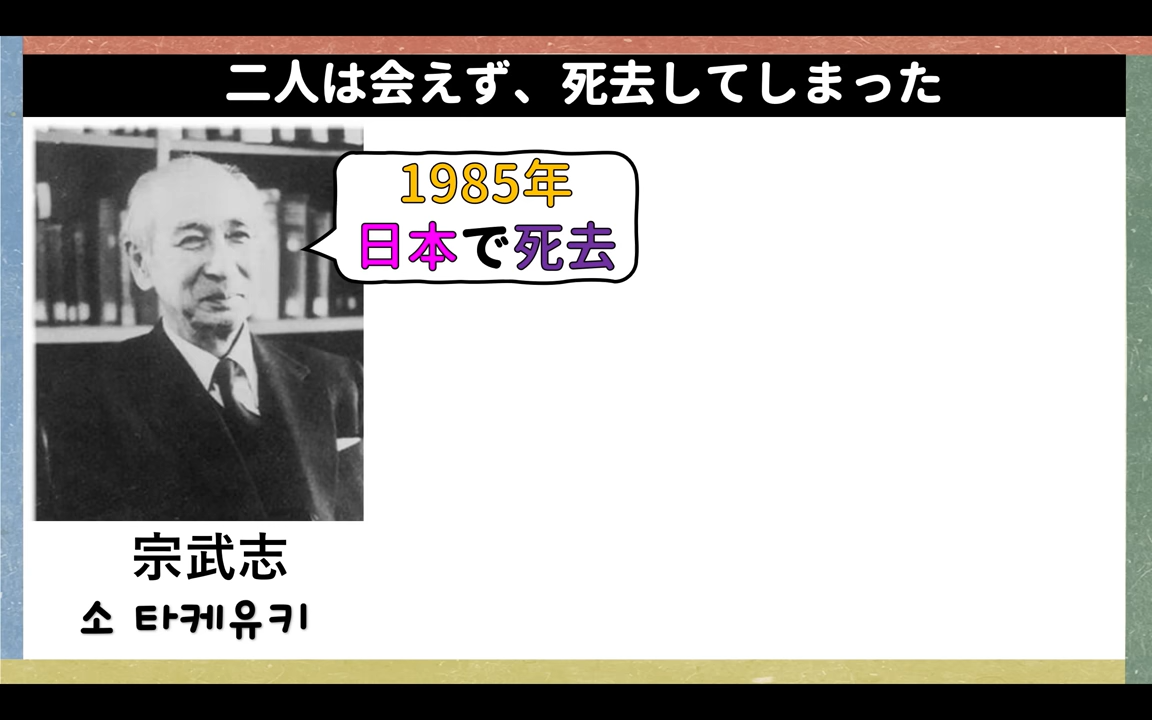 二人は会えず、死去してしまった
1985年
日本で死去
宗武志
소 타케유키